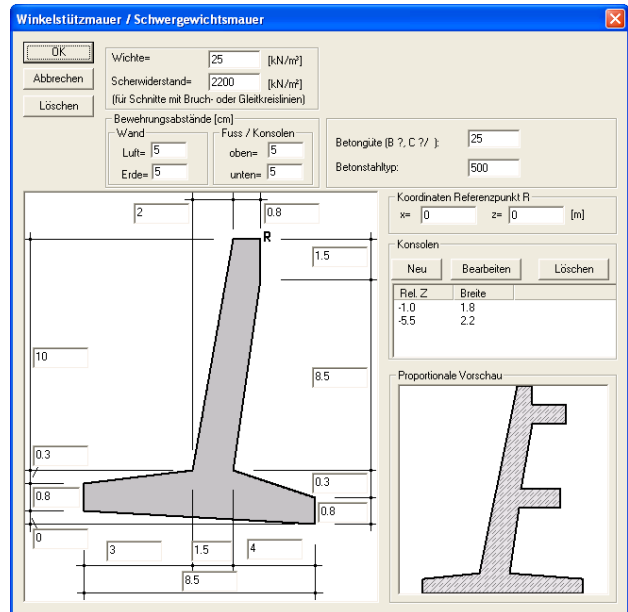 Winkelstützmauer / Schwergewichtsmauer
OK
Abbrechen
Löschen
Wichte= 25 [kN/m³]
Scherwiderstand= 2200 [kN/m²]
(für Schnitte mit Bruch- oder Gleitkreislinien)
Bewehrungsabstände [cm]
Wand
Luft= 5
Erde= 5
Fuss / Konsolen
oben= 5
unten= 5
Betongüte (B ?, C ?/ ): 25
Betonstahltyp: 500
Koordinaten Referenzpunkt R
x= 0 z= 0 [m]
Konsolen
Neu Bearbeiten Löschen
Rel. Z Breite
-1.0 1.8
-5.5 2.2
Proportionale Vorschau
2 0.8
R
1.5
10
8.5
0.3
0.3
0.8
0.8
0
3 1.5 4
8.5